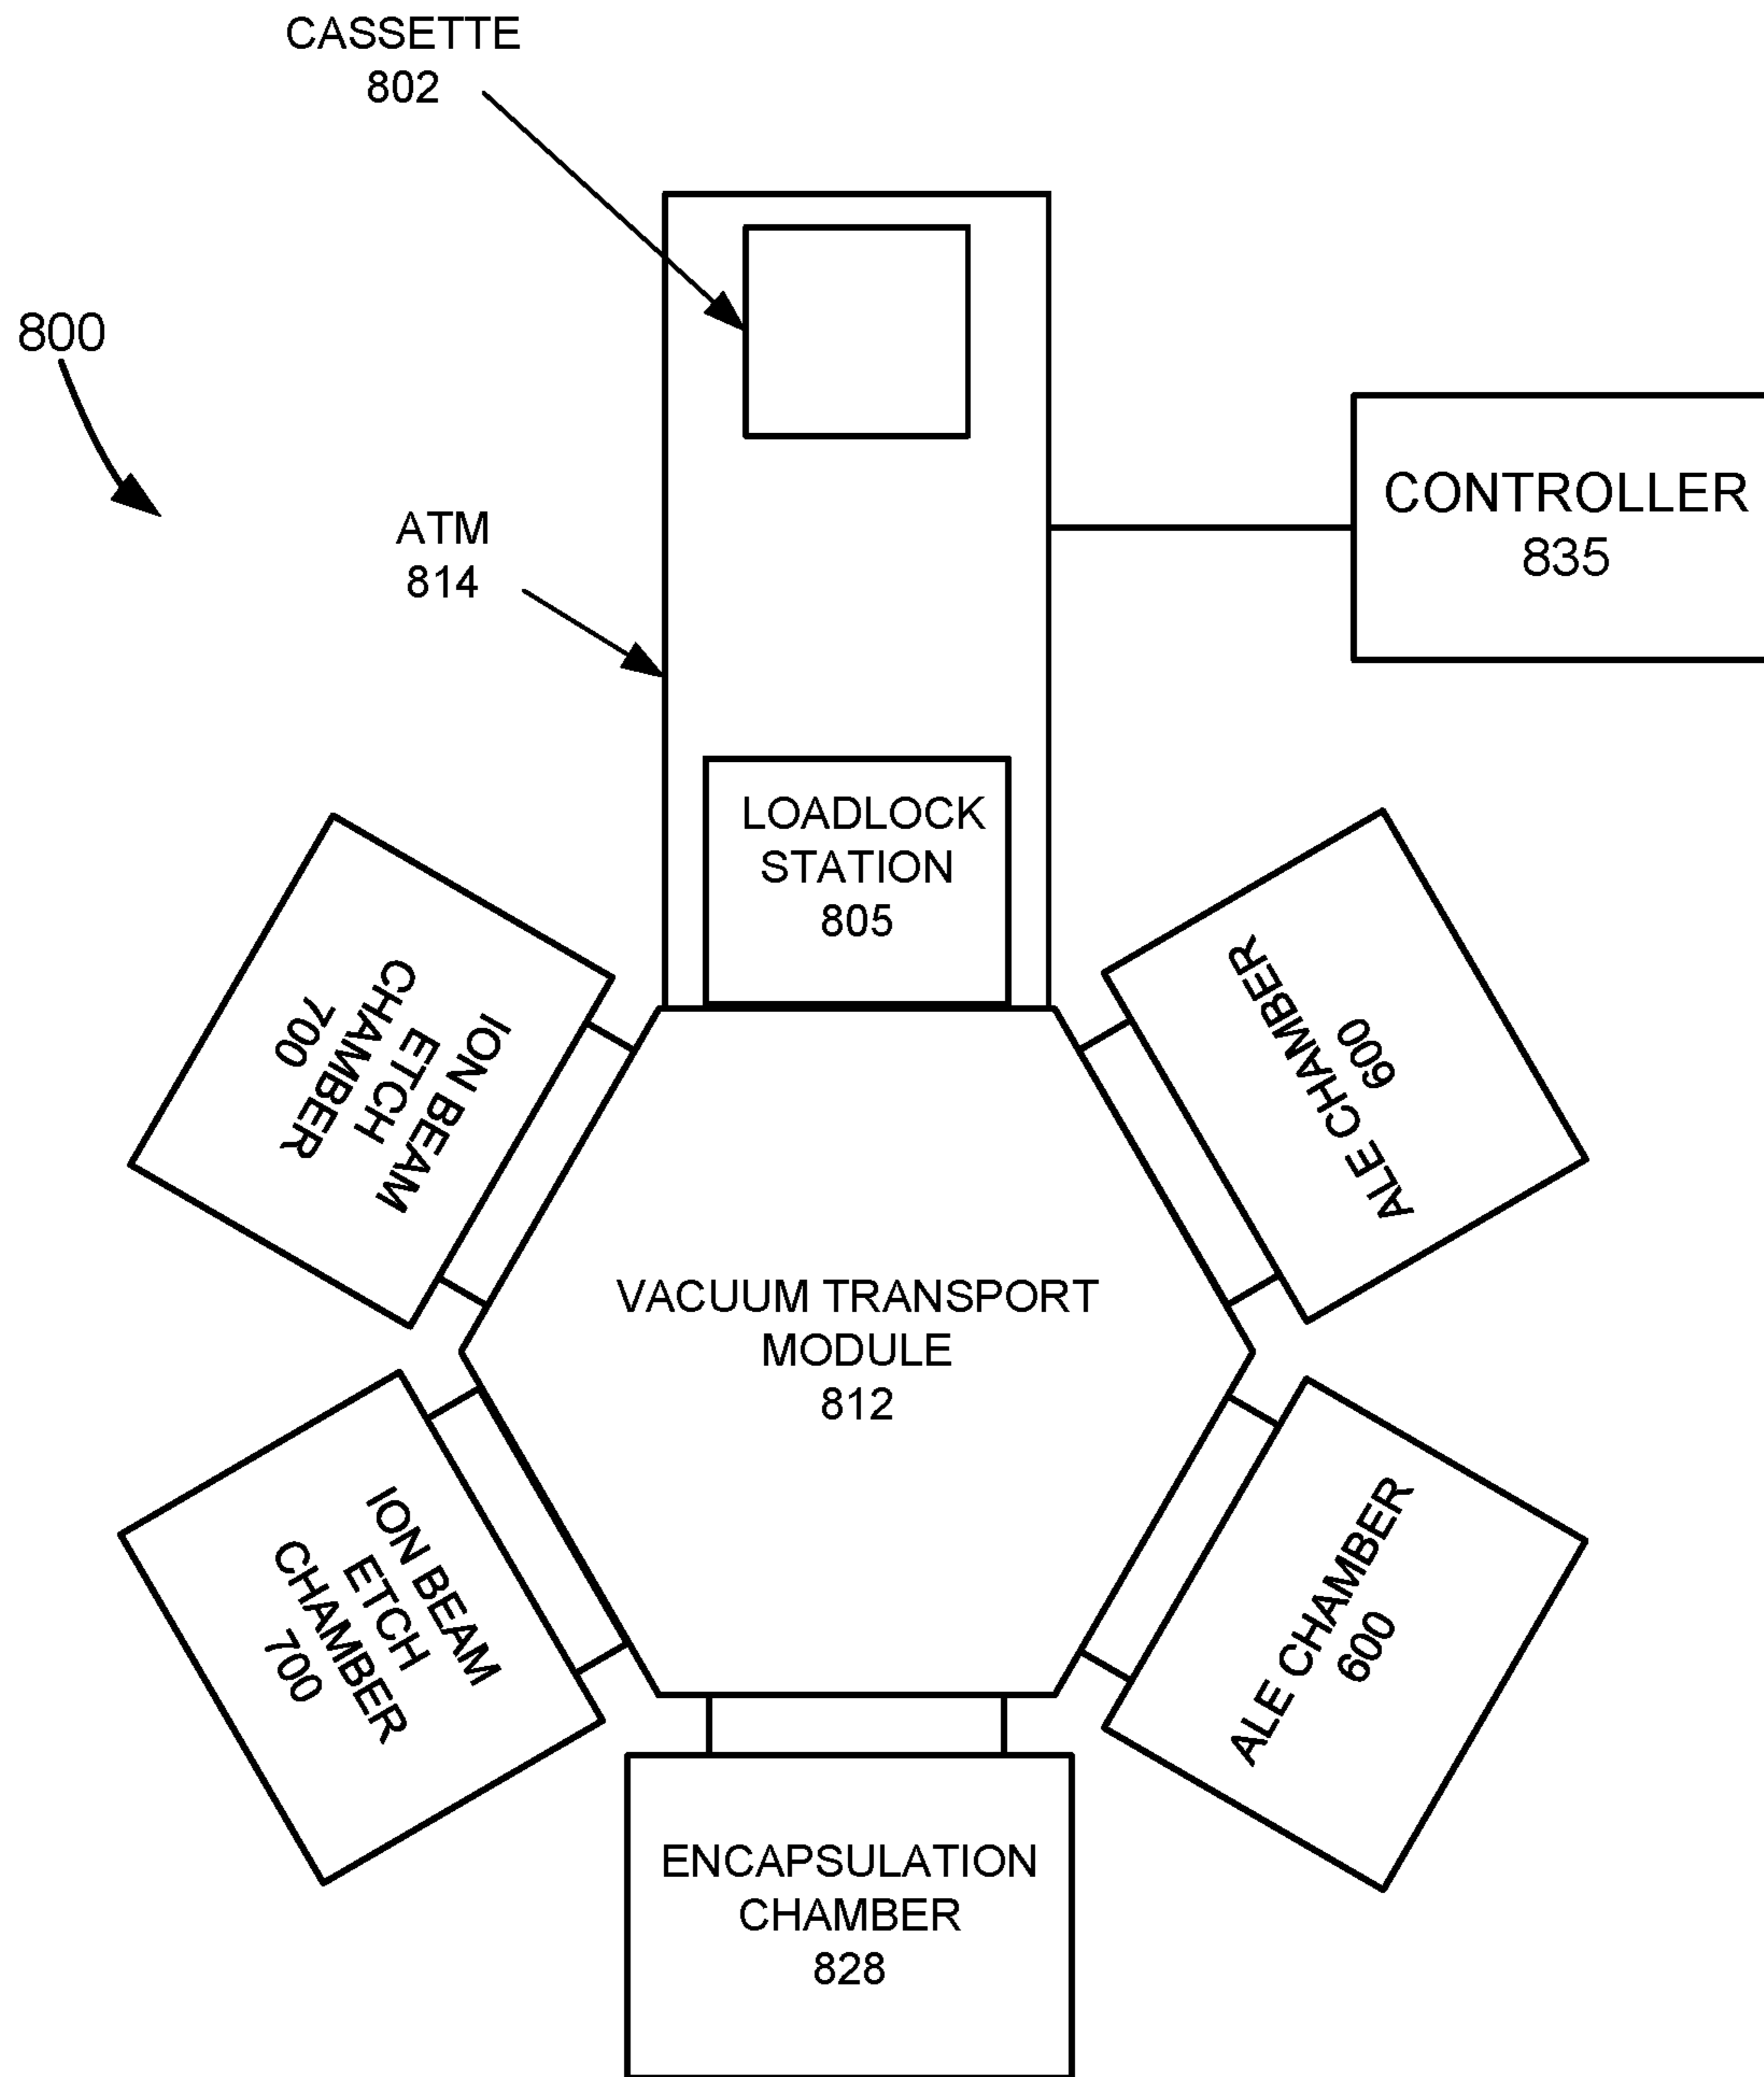 CASSETTE
802
800
ATM
814
CONTROLLER
835
LOADLOCK
STATION
805
ION BEAM
ETCH
CHAMBER
700
ALE CHAMBER
600
VACUUM TRANSPORT
MODULE
812
ION BEAM
ETCH
CHAMBER
700
ALE CHAMBER
600
ENCAPSULATION
CHAMBER
828